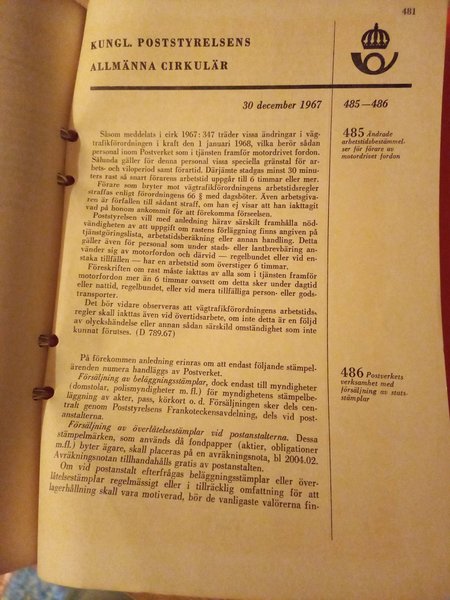 481
KUNGL. POSTSTYRELSENS
ALLMÄNNA CIRKULÄR
30 december 1967
485—486
Såsom meddelats i cirk 1967:347 träder vissa ändringar i väg-
trafikförordningen i kraft den 1 januari 1968, vilka berör sådan
personal inom Postverket som i tjänsten framför motordrivet fordon.
Sålunda gäller för denna personal vissa speciella gränstal för arbets-
och viloperiod samt förartid. Därjämte stadgas minst 30 minu-
ters rast så snart förarens arbetstid uppgår till 6 timmar eller mer.
Förare som bryter mot vägtrafikförordningens arbetstidsregler
straffas enligt förordningens 66 § med dagsböter. Även arbetsgiva-
ren är förfallen till sådant straff, om han ej visar att han iakttagit
vad på honom ankommit för att förekomma förseelsen.
Poststyrelsen vill med anledning härav särskilt framhålla nöd-
vändigheten av att uppgift om rastens förläggning finns angiven på
tjänstgöringslista, arbetstidsberäkning eller annan handling. Detta
gäller även för personal som under stads- eller lantbrevbäring an-
vänder sig av motorfordon och därvid — regelbundet eller vid en-
staka tillfällen — har en arbetstid som överstiger 6 timmar.
Föreskriften om rast måste iakttas av alla som i tjänsten framför
motorfordon mer än 6 timmar oavsett om detta sker under dagtid
eller nattid, regelbundet, eller vid mera tillfälliga person- eller gods-
transporter.
Det bör vidare observeras att vägtrafikförordningens arbetstids-
regler skall iakttas även vid övertidsarbete, om inte detta är en följd
av olyckshändelse eller annan sådan särskild omständighet som inte
kunnat förutses. (D 789.67)
485 Ändrade
arbetstidsbestämmel-
ser för förare av
motordrivet fordon
På förekommen anledning erinras om att endast följande stämpel-
ärenden numera handläggs av Postverket.
Försäljning av beläggningsstämplar, dock endast till myndigheter
(domstolar, polismyndigheter m. fl.) för myndighetens stämpelbe-
läggning av akter, pass, körkort o. d. Försäljningen sker dels cen-
tralt genom Poststyrelsens Frankoteckensavdelning, dels vid post-
anstalterna.
Försäljning av överlåtelsestämplar vid postanstalterna. Dessa
stämpelmärken, som används då fondpapper (aktier, obligationer
m.fl.) byter ägare, skall placeras på en avräkningsnota, bl 2004.02.
Avräkningsnotan tillhandahålls gratis av postanstalten.
Om vid postanstalt efterfrågas beläggningsstämplar eller över-
låtelsestämplar regelmässigt eller i tillräcklig omfattning för att
lagerhållning skall vara motiverad, bör de vanligaste valörerna fin-
486 Postverkets
verksamhet med
försäljning av stats-
stämplar